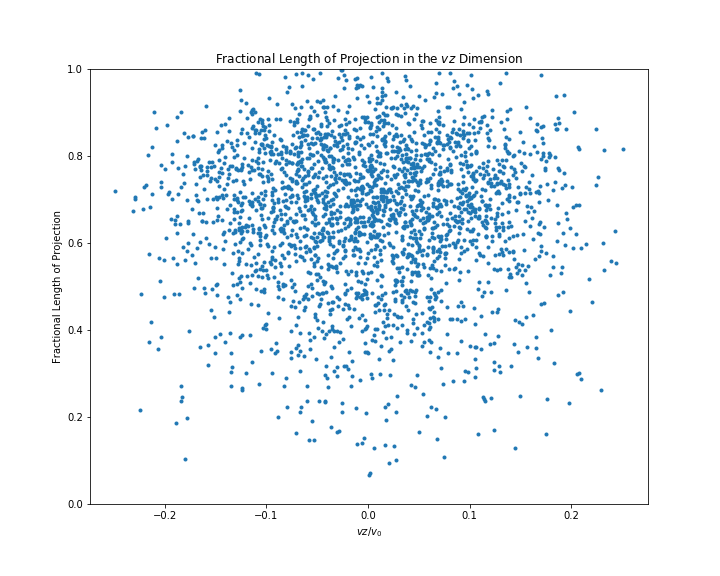 Fractional Length of Projection in the vz Dimension
Fractional Length of Projection
1.0
0.8
0.6
0.4
0.2
0.0
−0.2 −0.1 0.0 0.1 0.2
vz/v₀